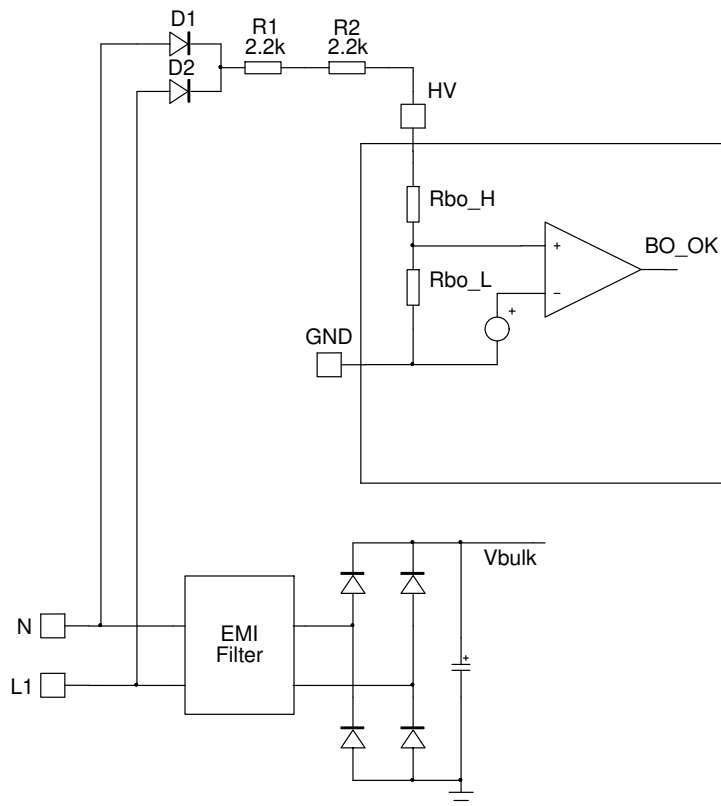 D1
R1
R2
2.2k
2.2k
D2
HV
Rbo_H
+
BO_OK
Rbo_L
−
+
GND
Vbulk
N
EMI
Filter
+
L1